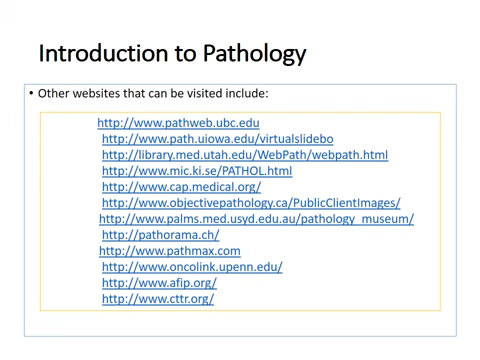 Introduction to Pathology
• Other websites that can be visited include:
http://www.pathweb.ubc.edu
http://www.path.uiowa.edu/virtualslidebo
http://library.med.utah.edu/WebPath/webpath.html
http://www.mic.ki.se/PATHOL.html
http://www.cap.medical.org/
http://www.objectivepathology.ca/PublicClientImages/
http://www.palms.med.usyd.edu.au/pathology_museum/
http://pathorama.ch/
http://www.pathmax.com
http://www.oncolink.upenn.edu/
http://www.afip.org/
http://www.cttr.org/